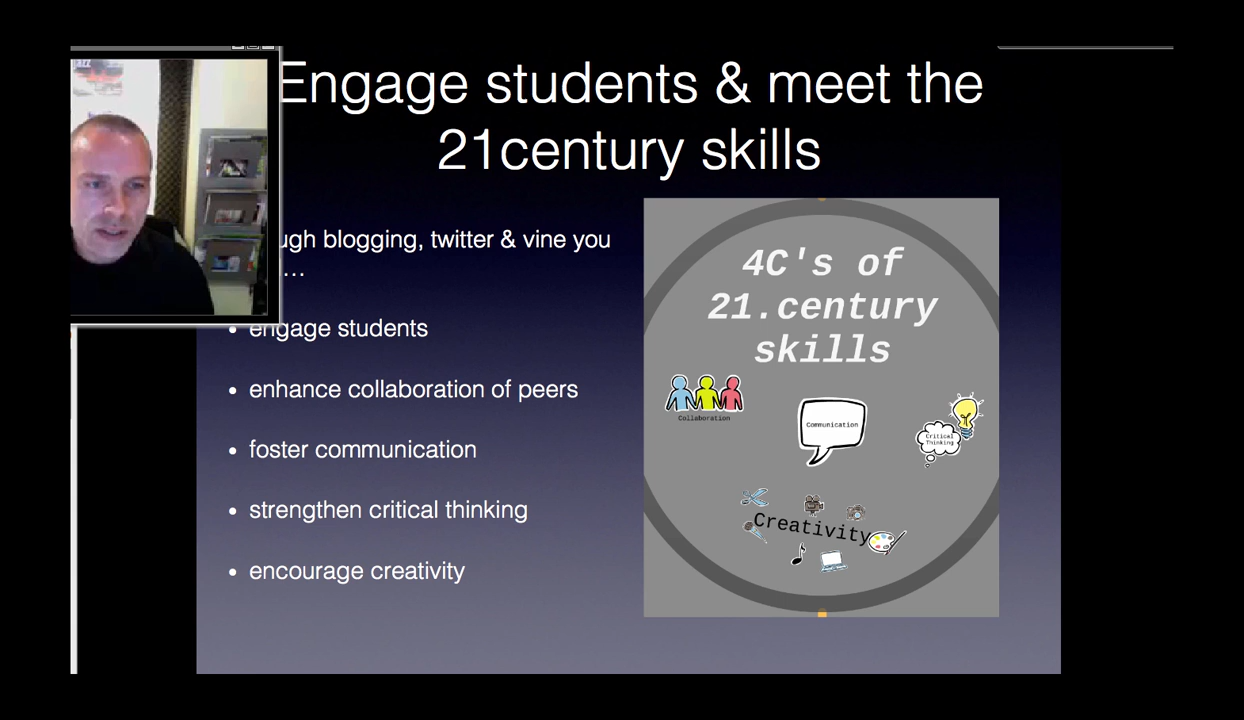 Engage students & meet the
21century skills
ugh blogging, twitter & vine you
...
• engage students
• enhance collaboration of peers
• foster communication
• strengthen critical thinking
• encourage creativity
4C's of
21.century
skills
Collaboration
Communication
Critical
Thinking
Creativity